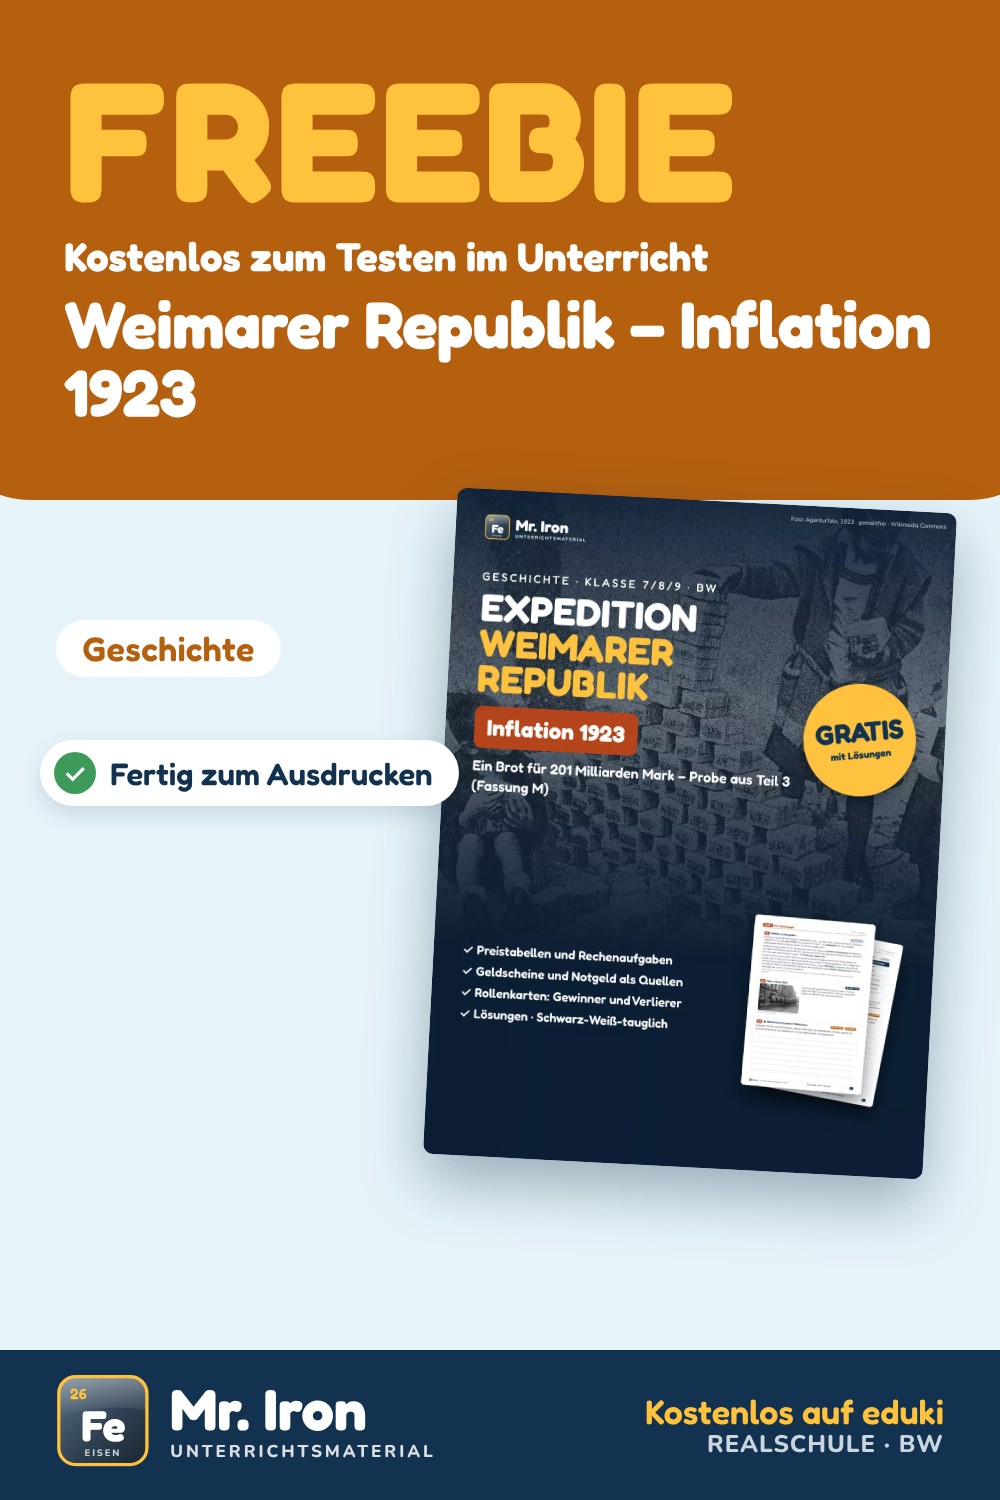 FREEBIE
Kostenlos zum Testen im Unterricht
Weimarer Republik – Inflation
1923
Foto: Agentur
1923 · gemeinfrei · Wikimedia Commons
Fe
Mr. Iron
UNTERRICHTSMATERIAL
GESCHICHTE · KLASSE 7/8/9 · BW
EXPEDITION
WEIMARER
REPUBLIK
Inflation 1923
Ein Brot für 201 Milliarden Mark – Probe aus Teil 3
(Fassung M)
GRATIS
mit Lösungen
Geschichte
Fertig zum Ausdrucken
✓ Preistabellen und Rechenaufgaben
✓ Geldscheine und Notgeld als Quellen
✓ Rollenkarten: Gewinner und Verlierer
✓ Lösungen · Schwarz-Weiß-tauglich
26
Fe
EISEN
Mr. Iron
UNTERRICHTSMATERIAL
Kostenlos auf eduki
REALSCHULE · BW